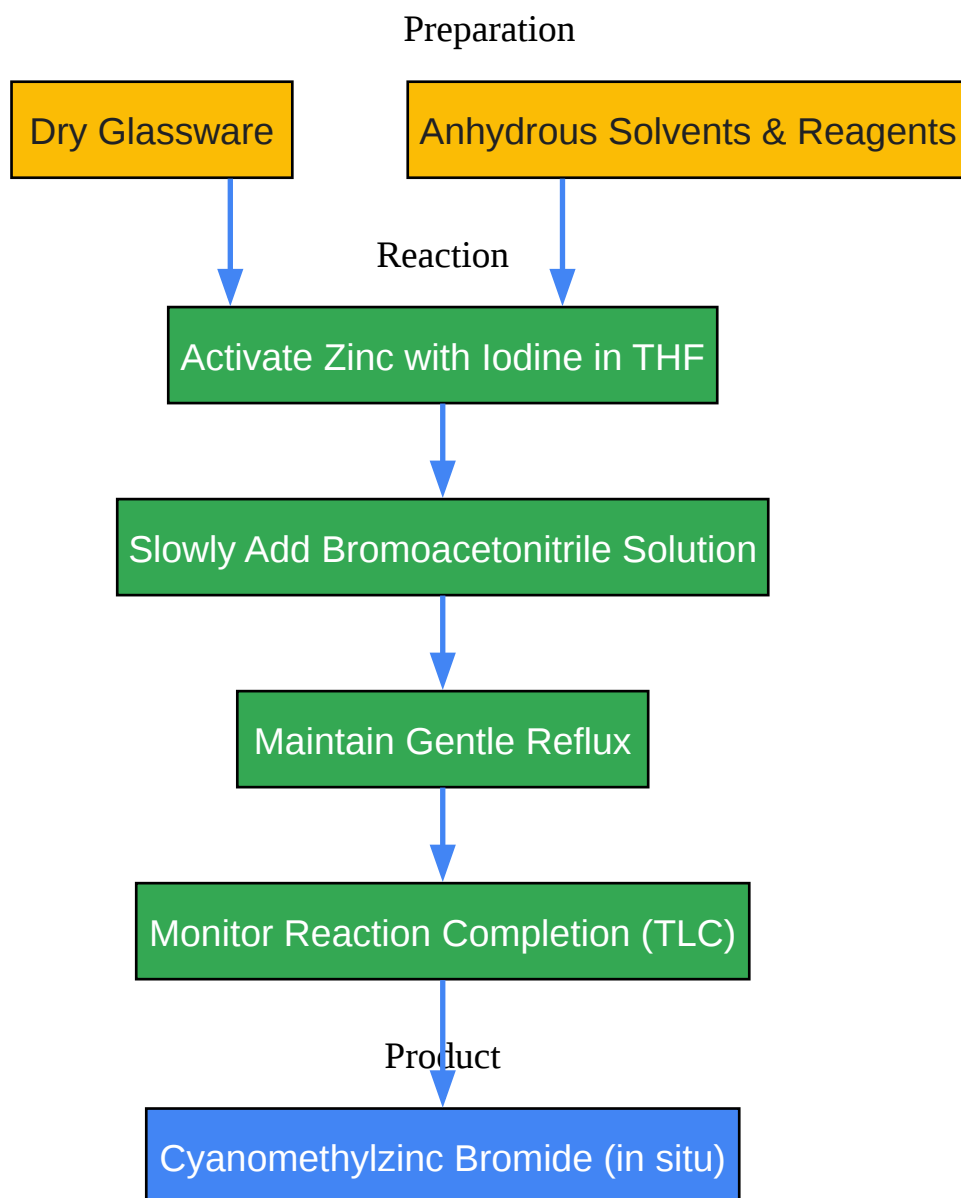 Preparation
Dry Glassware
Anhydrous Solvents & Reagents
Reaction
Activate Zinc with Iodine in THF
Slowly Add Bromoacetonitrile Solution
Maintain Gentle Reflux
Monitor Reaction Completion (TLC)
Product
Cyanomethylzinc Bromide (in situ)